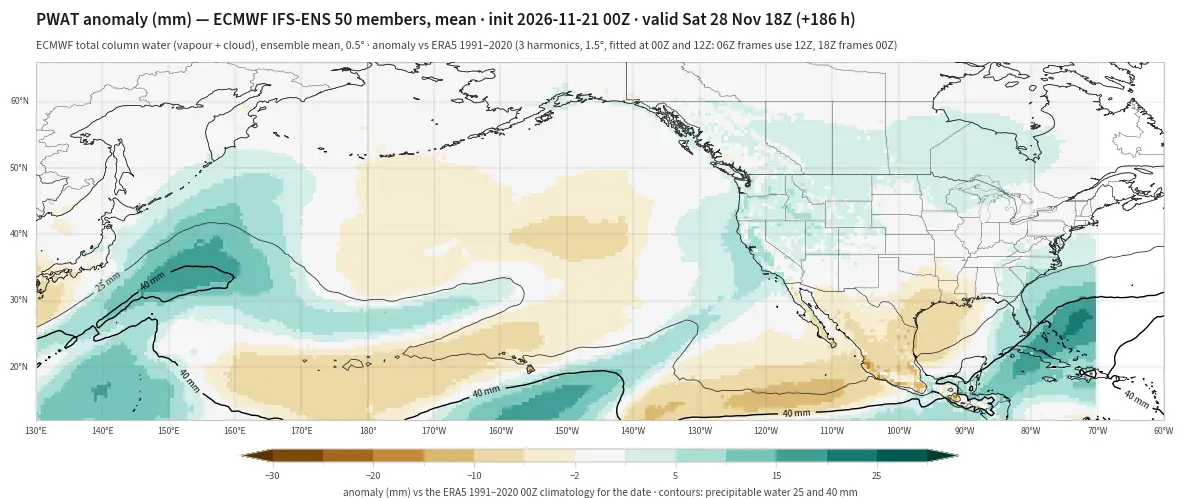 PWAT anomaly (mm) — ECMWF IFS-ENS 50 members, mean · init 2026-11-21 00Z · valid Sat 28 Nov 18Z (+186 h)
ECMWF total column water (vapour + cloud), ensemble mean, 0.5° · anomaly vs ERA5 1991–2020 (3 harmonics, 1.5°, fitted at 00Z and 12Z: 06Z frames use 12Z, 18Z frames 00Z)
60°N
50°N
40°N
30°N
20°N
25 mm
40 mm
40 mm
40 mm
40 mm
40 mm
130°E 140°E 150°E 160°E 170°E 180° 170°W 160°W 150°W 140°W 130°W 120°W 110°W 100°W 90°W 80°W 70°W 60°W
−30 −20 −10 −2 5 15 25
anomaly (mm) vs the ERA5 1991–2020 00Z climatology for the date · contours: precipitable water 25 and 40 mm